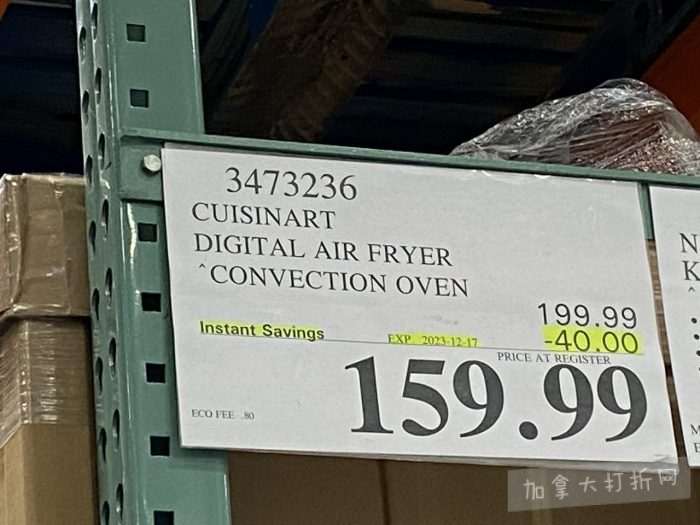 3473236
CUISINART
DIGITAL AIR FRYER
^CONVECTION OVEN
199.99
Instant Savings EXP 2023-12-17 -40.00
PRICE AT REGISTER
159.99
ECO FEE .80
N
K
^
M
E
加拿大打折网